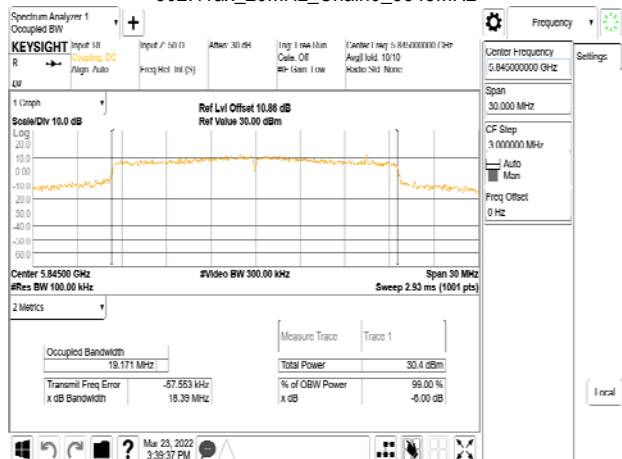 Spectrum Analyzer 1
Occupied BW
Frequency
KEYSIGHT Input: RF
Coupling: DC
Align: Auto
Input Z: 50 Ω
Freq Ref: Int (S)
Atten: 30 dB
Trig: Free Run
Gate: Off
#IF Gain: Low
Center Freq: 5.845000000 GHz
Avg|Hold: 10/10
Radio Std: None
R
Center Frequency
5.845000000 GHz
Settings
Span
30.000 MHz
CF Step
3.000000 MHz
Auto
Man
Freq Offset
0 Hz
1 Graph
Scale/Div 10.0 dB
Ref Lvl Offset 10.86 dB
Ref Value 30.00 dBm
Log
20.0
10.0
0.00
-10.0
-20.0
-30.0
-40.0
-50.0
-60.0
Center 5.84500 GHz
#Video BW 300.00 kHz
Span 30 MHz
#Res BW 100.00 kHz
Sweep 2.93 ms (1001 pts)
2 Metrics
Measure Trace Trace 1
Occupied Bandwidth
19.171 MHz
Total Power 30.4 dBm
Transmit Freq Error -57.553 kHz
% of OBW Power 99.00 %
x dB Bandwidth 18.39 MHz
x dB -6.00 dB
Local
Mar 23, 2022
3:39:37 PM